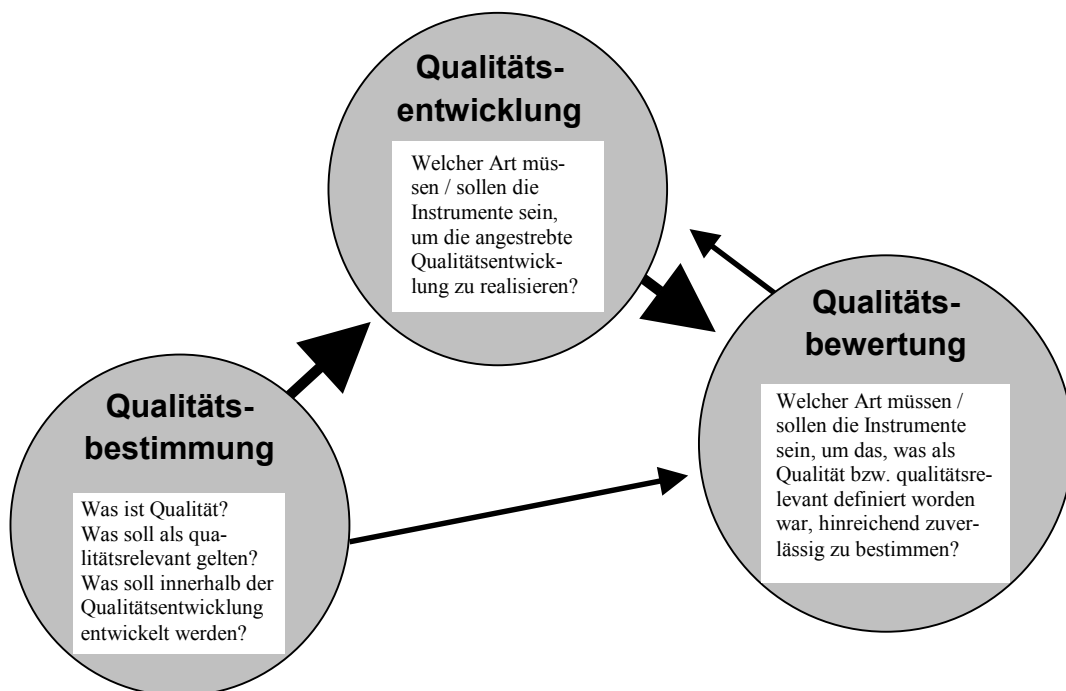 Qualitäts-
entwicklung
Welcher Art müs-
sen / sollen die
Instrumente sein,
um die angestrebte
Qualitätsentwick-
lung zu realisieren?
Qualitäts-
bewertung
Welcher Art müssen /
sollen die Instrumente
sein, um das, was als
Qualität bzw. qualitätsre-
levant definiert worden
war, hinreichend zuver-
lässig zu bestimmen?
Qualitäts-
bestimmung
Was ist Qualität?
Was soll als qua-
litätsrelevant gelten?
Was soll innerhalb der
Qualitätsentwicklung
entwickelt werden?